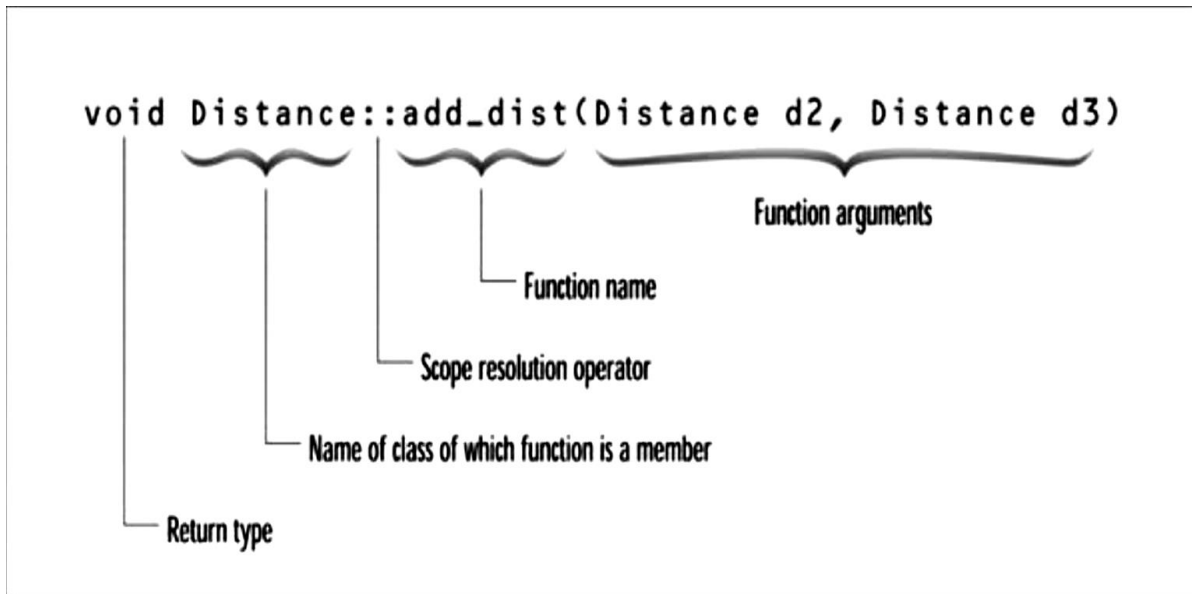 void Distance::add_dist(Distance d2, Distance d3)
Function arguments
Function name
Scope resolution operator
Name of class of which function is a member
Return type